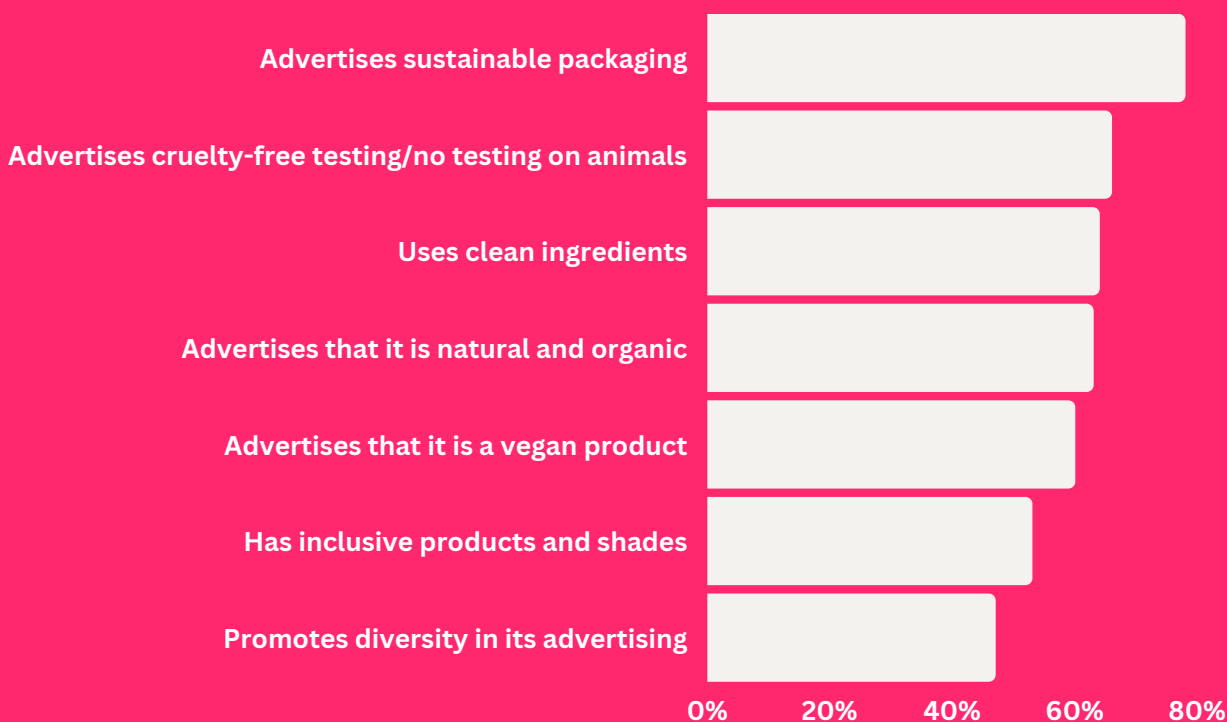 Advertises sustainable packaging
Advertises cruelty-free testing/no testing on animals
Uses clean ingredients
Advertises that it is natural and organic
Advertises that it is a vegan product
Has inclusive products and shades
Promotes diversity in its advertising
0% 20% 40% 60% 80%